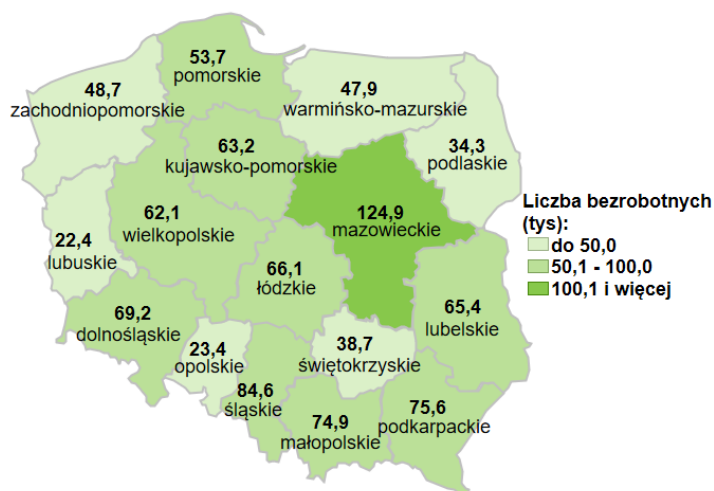 53,7
pomorskie
48,7
zachodniopomorskie
47,9
warmińsko-mazurskie
63,2
kujawsko-pomorskie
34,3
podlaskie
62,1
wielkopolskie
124,9
mazowieckie
22,4
lubuskie
66,1
łódzkie
65,4
lubelskie
69,2
dolnośląskie
23,4
opolskie
38,7
świętokrzyskie
84,6
śląskie
74,9
małopolskie
75,6
podkarpackie
Liczba bezrobotnych
(tys):
do 50,0
50,1 - 100,0
100,1 i więcej